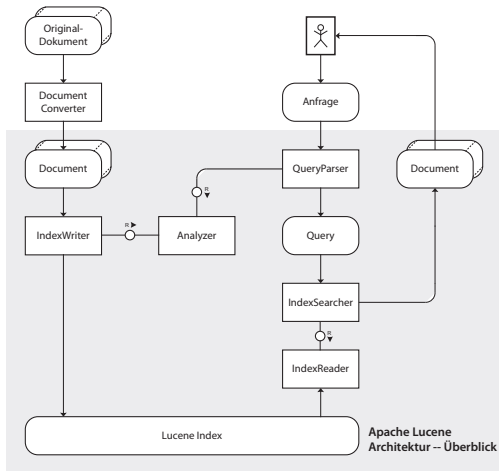 Original-
Dokument
Document
Converter
Anfrage
Document
QueryParser
Document
R
IndexWriter
R
Analyzer
Query
IndexSearcher
R
IndexReader
Lucene Index
Apache Lucene
Architektur -- Überblick